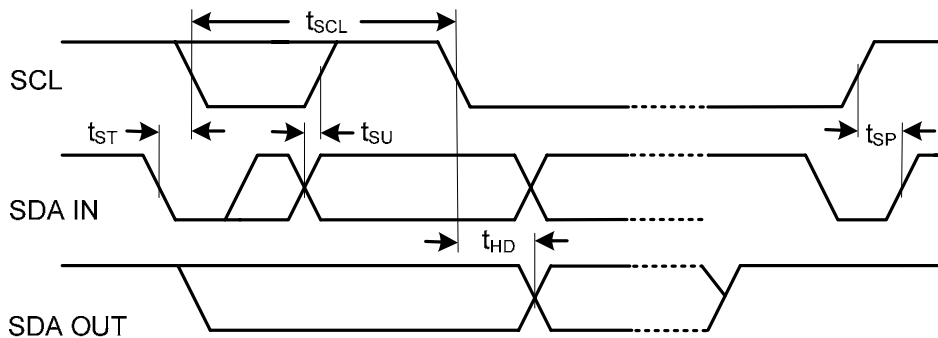 tSCL
SCL
tST
tSU
tSP
SDA IN
tHD
SDA OUT